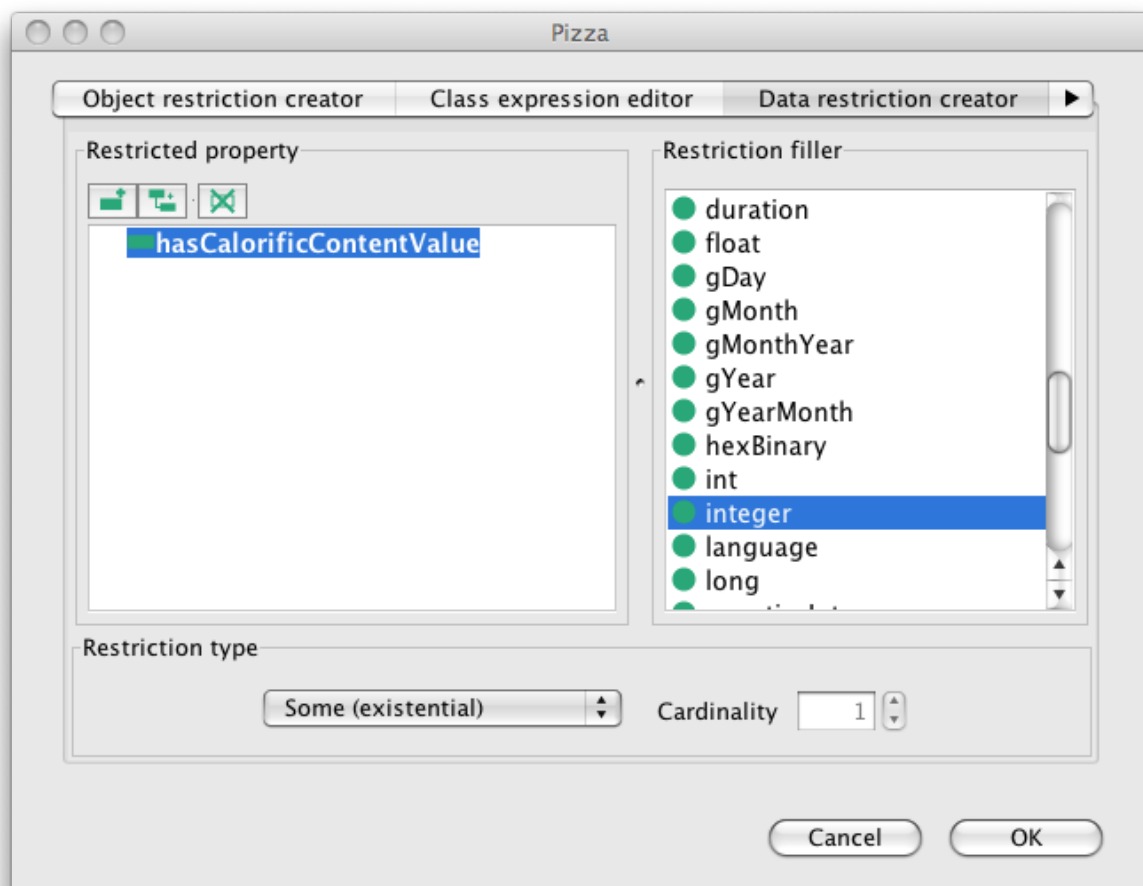 Pizza
Object restriction creator
Class expression editor
Data restriction creator
Restricted property
hasCalorificContentValue
Restriction filler
duration
float
gDay
gMonth
gMonthYear
gYear
gYearMonth
hexBinary
int
integer
language
long
Restriction type
Some (existential)
Cardinality
1
Cancel
OK